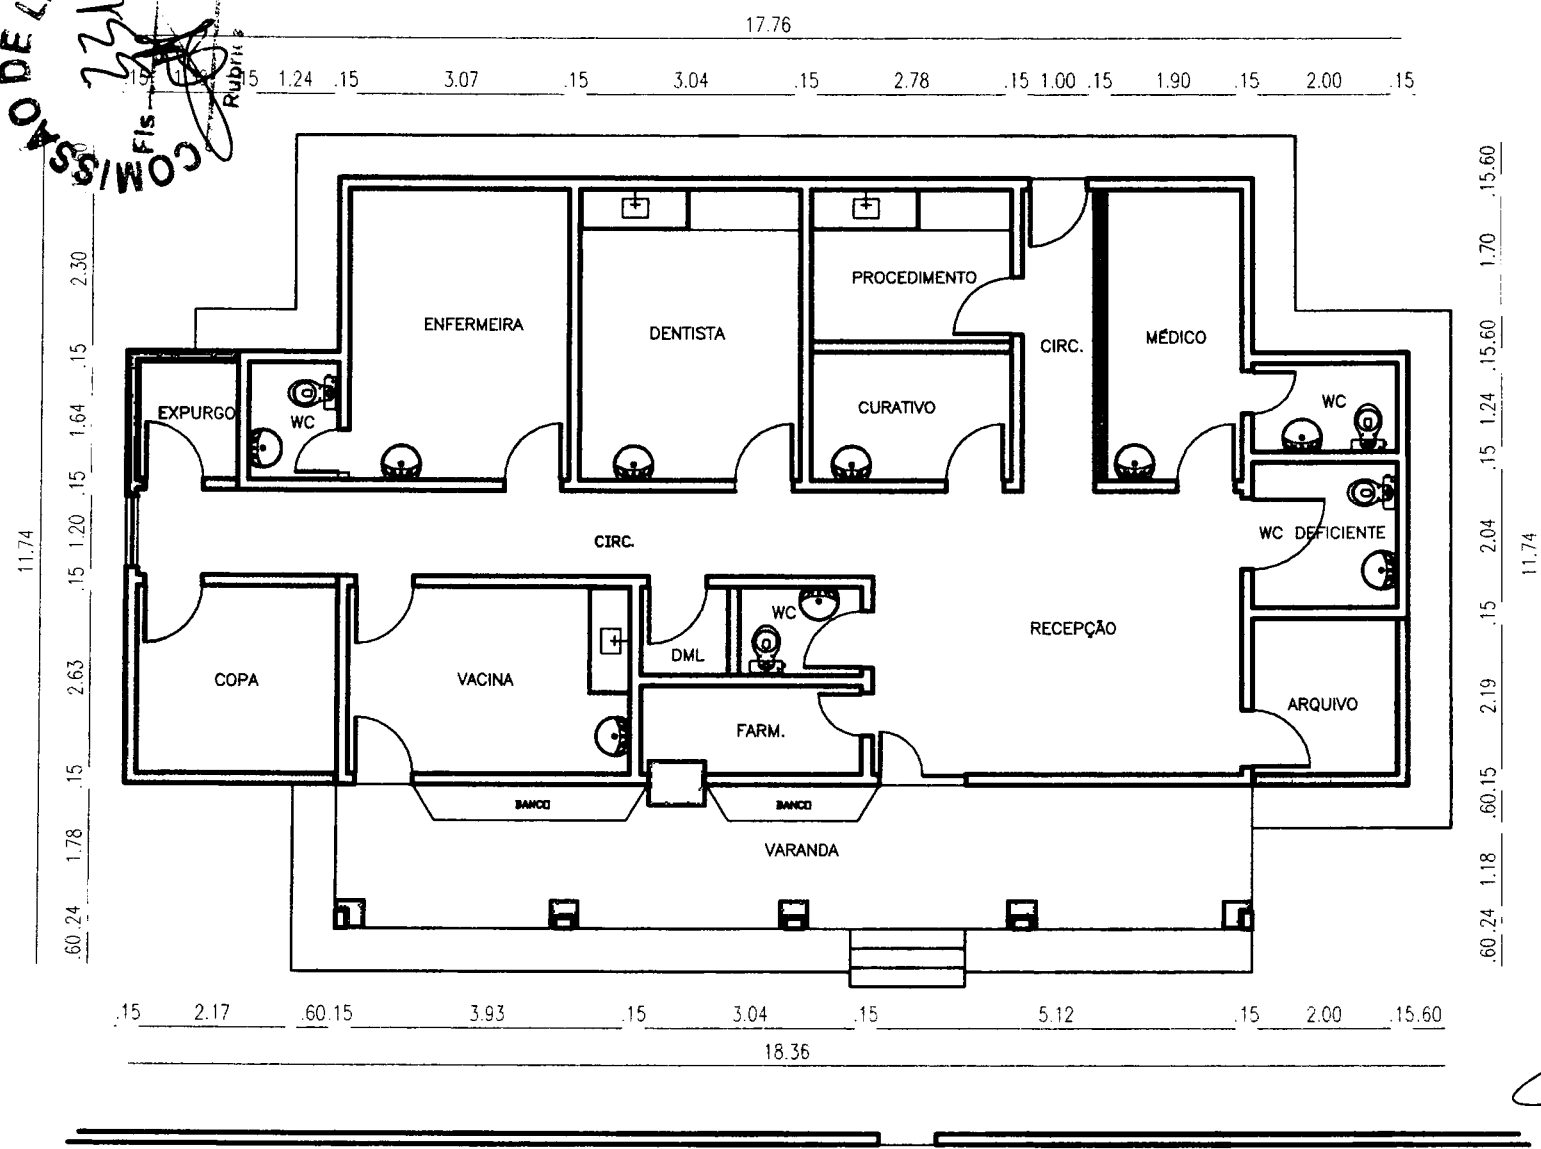 COMISSAO DE L
Fls
Rubrica
17.76
.15 .15 1.24 .15 3.07 .15 3.04 .15 2.78 .15 1.00 .15 1.90 .15 2.00 .15
11.74
2.30
.15
1.64
.15
1.20
.15
2.63
.15
1.78
.60 .24
ENFERMEIRA
DENTISTA
PROCEDIMENTO
CIRC.
MÉDICO
EXPURGO
WC
CURATIVO
WC
CIRC.
WC DEFICIENTE
COPA
VACINA
DML
WC
FARM.
RECEPÇÃO
ARQUIVO
BANCO
BANCO
VARANDA
.15 .60
1.70
.15 .60
1.24
.15
2.04
.15
2.19
.60 .15
1.18
.60 .24
11.74
.15 2.17 .60 .15 3.93 .15 3.04 .15 5.12 .15 2.00 .15 .60
18.36